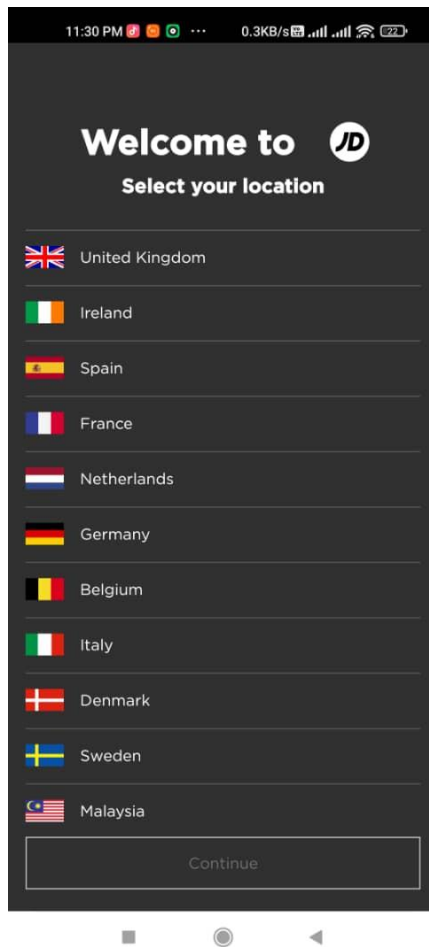 11:30 PM ··· 0.3KB/s 22
Welcome to JD
Select your location
United Kingdom
Ireland
Spain
France
Netherlands
Germany
Belgium
Italy
Denmark
Sweden
Malaysia
Continue